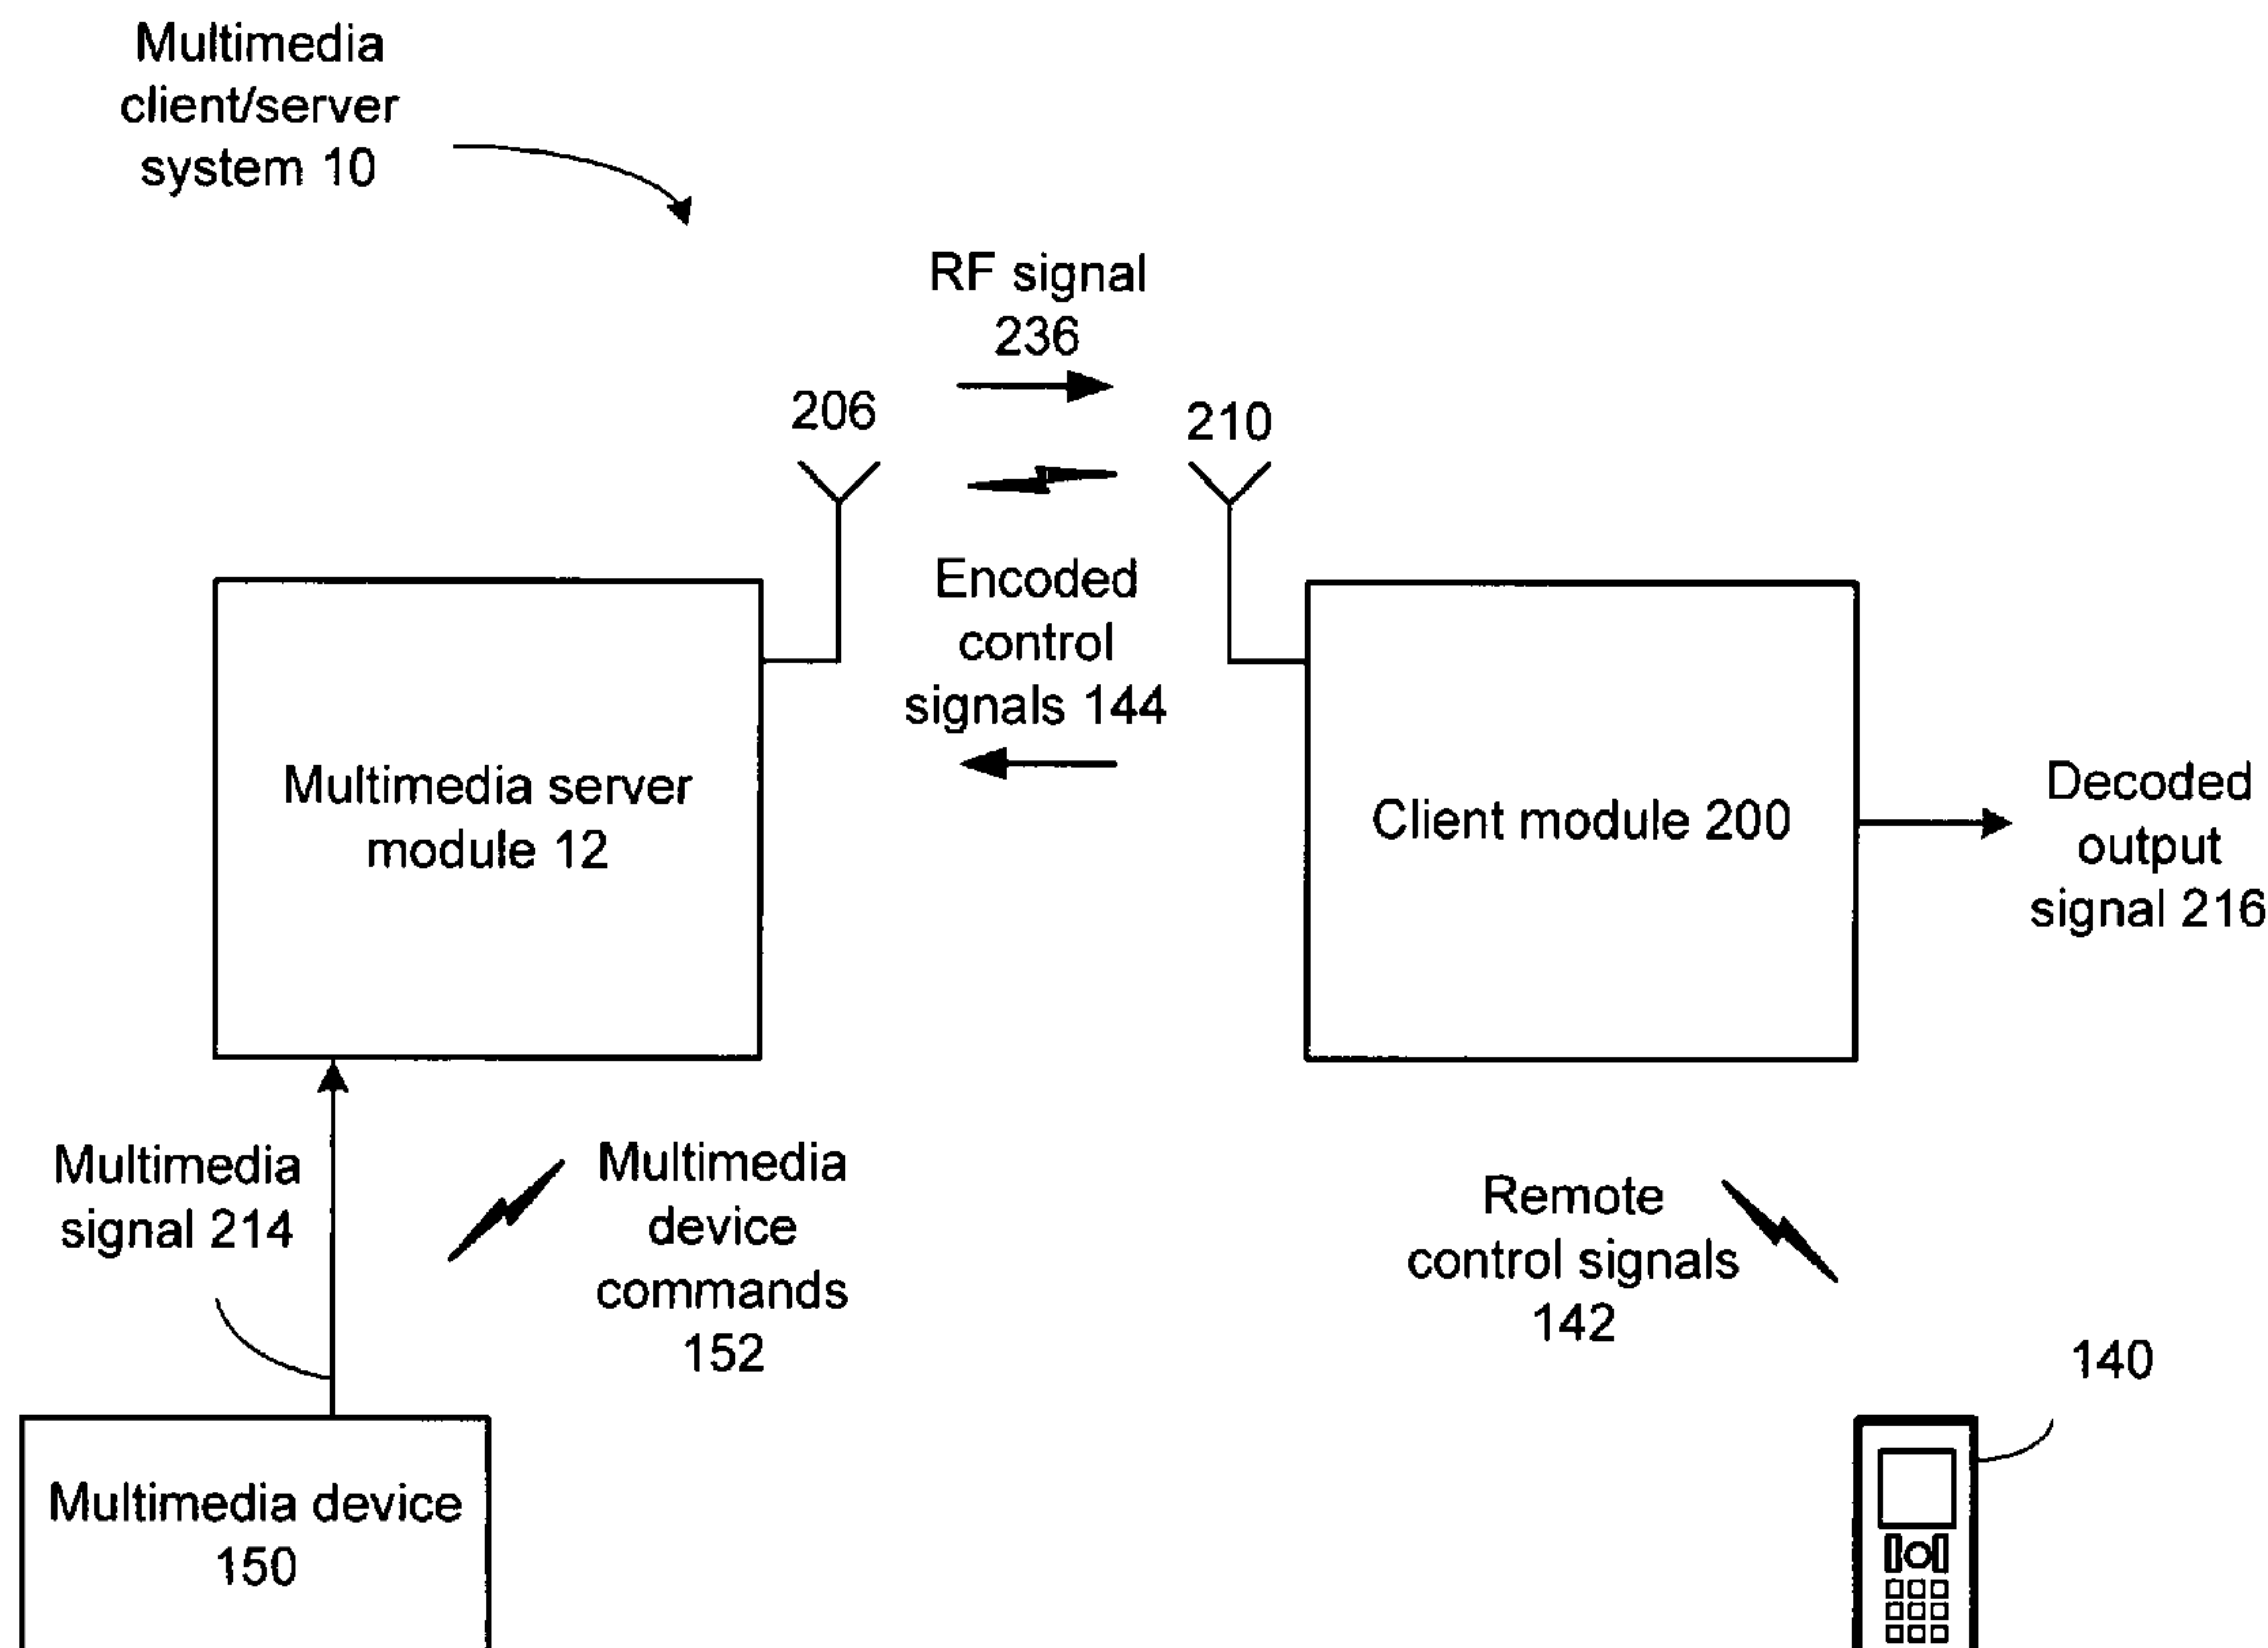 Multimedia
client/server
system 10
RF signal
236
206
210
Encoded
control
signals 144
Multimedia server
module 12
Client module 200
Decoded
output
signal 216
Multimedia
signal 214
Multimedia
device
commands
152
Remote
control signals
142
140
Multimedia device
150